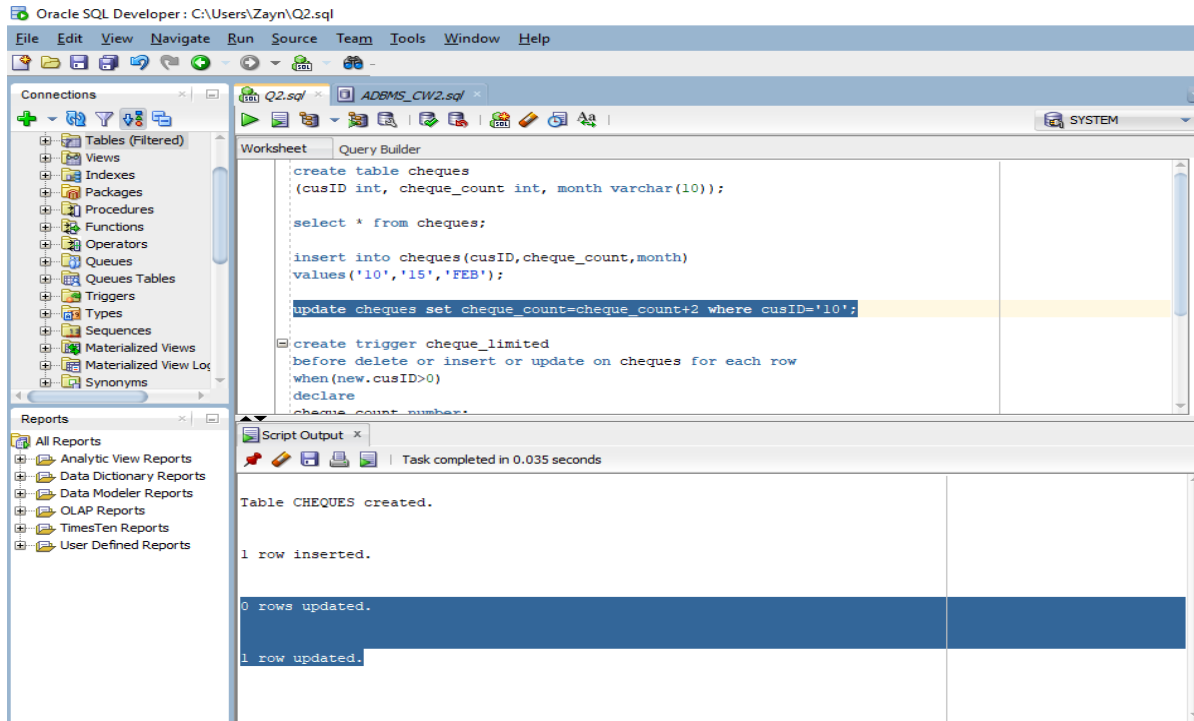 Oracle SQL Developer : C:\Users\Zayn\Q2.sql
File Edit View Navigate Run Source Team Tools Window Help
Connections
Tables (Filtered)
Views
Indexes
Packages
Procedures
Functions
Operators
Queues
Queues Tables
Triggers
Types
Sequences
Materialized Views
Materialized View Log
Synonyms
Reports
All Reports
Analytic View Reports
Data Dictionary Reports
Data Modeler Reports
OLAP Reports
TimesTen Reports
User Defined Reports
Q2.sql ADBMS_CW2.sql
Aa
SYSTEM
Worksheet Query Builder
create table cheques
(cusID int, cheque_count int, month varchar(10));
select * from cheques;
insert into cheques(cusID,cheque_count,month)
values('10','15','FEB');
update cheques set cheque_count=cheque_count+2 where cusID='10';
create trigger cheque_limited
before delete or insert or update on cheques for each row
when(new.cusID>0)
declare
cheque_count number;
Script Output
Task completed in 0.035 seconds
Table CHEQUES created.
1 row inserted.
0 rows updated.
1 row updated.